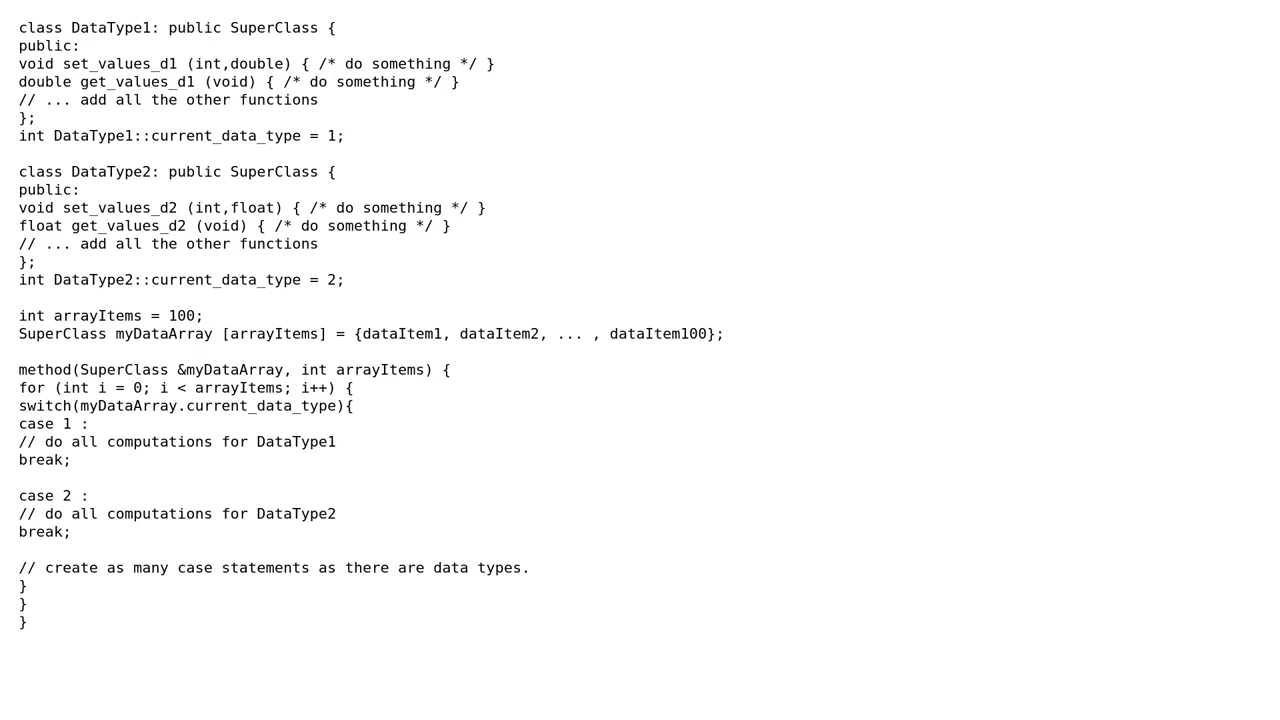 class DataType1: public SuperClass {
public:
void set_values_d1 (int,double) { /* do something */ }
double get_values_d1 (void) { /* do something */ }
// ... add all the other functions
};
int DataType1::current_data_type = 1;

class DataType2: public SuperClass {
public:
void set_values_d2 (int,float) { /* do something */ }
float get_values_d2 (void) { /* do something */ }
// ... add all the other functions
};
int DataType2::current_data_type = 2;

int arrayItems = 100;
SuperClass myDataArray [arrayItems] = {dataItem1, dataItem2, ... , dataItem100};

method(SuperClass &myDataArray, int arrayItems) {
for (int i = 0; i < arrayItems; i++) {
switch(myDataArray.current_data_type){
case 1 :
// do all computations for DataType1
break;

case 2 :
// do all computations for DataType2
break;

// create as many case statements as there are data types.
}
}
}